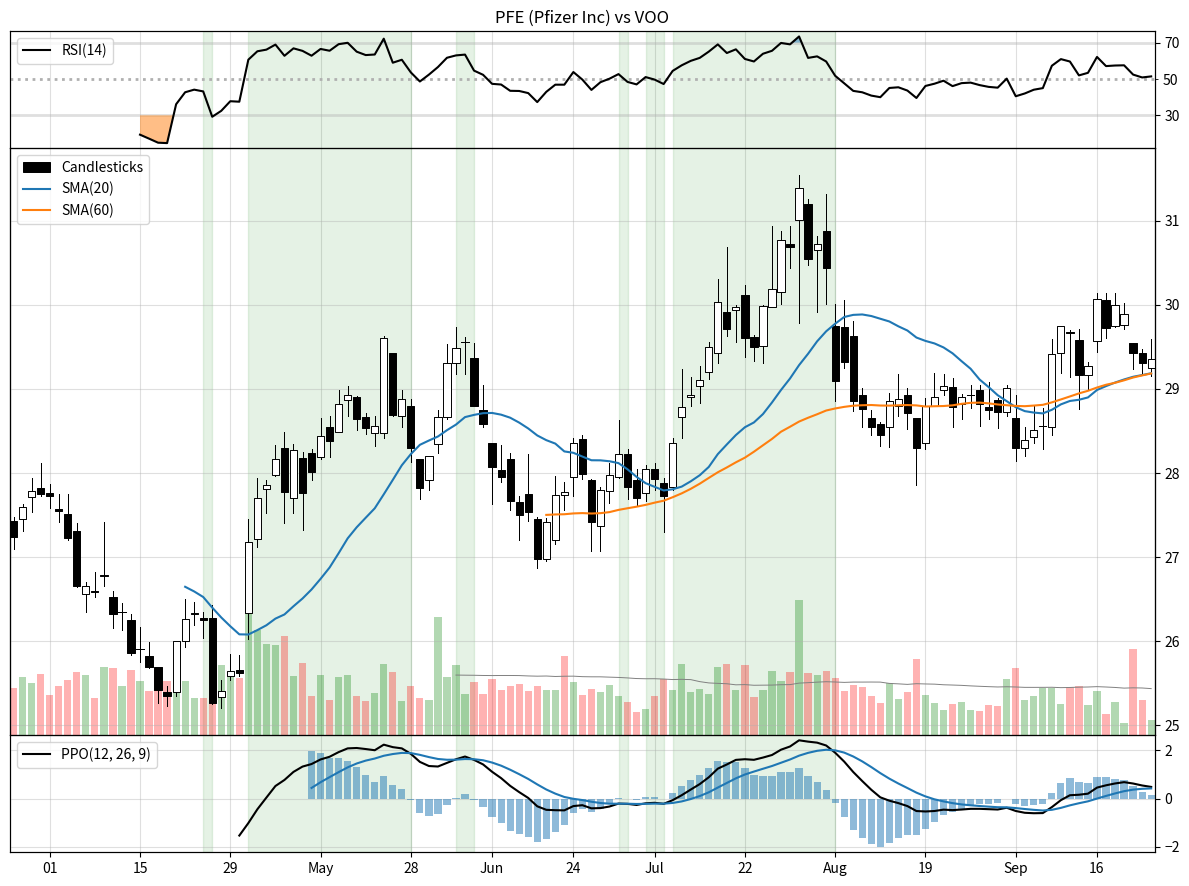 PFE (Pfizer Inc) vs VOO
RSI(14)
70
50
30
Candlesticks
SMA(20)
SMA(60)
31
30
29
28
27
26
25
PPO(12, 26, 9)
2
0
−2
01 15 29 May 28 Jun 24 Jul 22 Aug 19 Sep 16